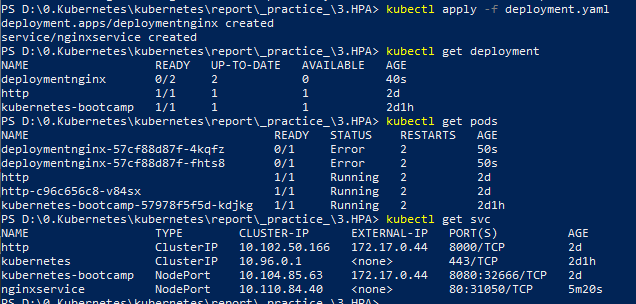 PS D:\0.Kubernetes\kubernetes\report\_practice_\3.HPA> kubectl apply -f deployment.yaml
deployment.apps/deploymentnginx created
service/nginxservice created
PS D:\0.Kubernetes\kubernetes\report\_practice_\3.HPA> kubectl get deployment
NAME READY UP-TO-DATE AVAILABLE AGE
deploymentnginx 0/2 2 0 40s
http 1/1 1 1 2d
kubernetes-bootcamp 1/1 1 1 2d1h
PS D:\0.Kubernetes\kubernetes\report\_practice_\3.HPA> kubectl get pods
NAME READY STATUS RESTARTS AGE
deploymentnginx-57cf88d87f-4kqfz 0/1 Error 2 50s
deploymentnginx-57cf88d87f-fhts8 0/1 Error 2 50s
http 1/1 Running 2 2d
http-c96c656c8-v84sx 1/1 Running 2 2d
kubernetes-bootcamp-57978f5f5d-kdjkg 1/1 Running 2 2d1h
PS D:\0.Kubernetes\kubernetes\report\_practice_\3.HPA> kubectl get svc
NAME TYPE CLUSTER-IP EXTERNAL-IP PORT(S) AGE
http ClusterIP 10.102.50.166 172.17.0.44 8000/TCP 2d
kubernetes ClusterIP 10.96.0.1 <none> 443/TCP 2d1h
kubernetes-bootcamp NodePort 10.104.85.63 172.17.0.44 8080:32666/TCP 2d
nginxservice NodePort 10.110.84.40 <none> 80:31050/TCP 5m20s
PS D:\0.Kubernetes\kubernetes\report\_practice_\3.HPA>